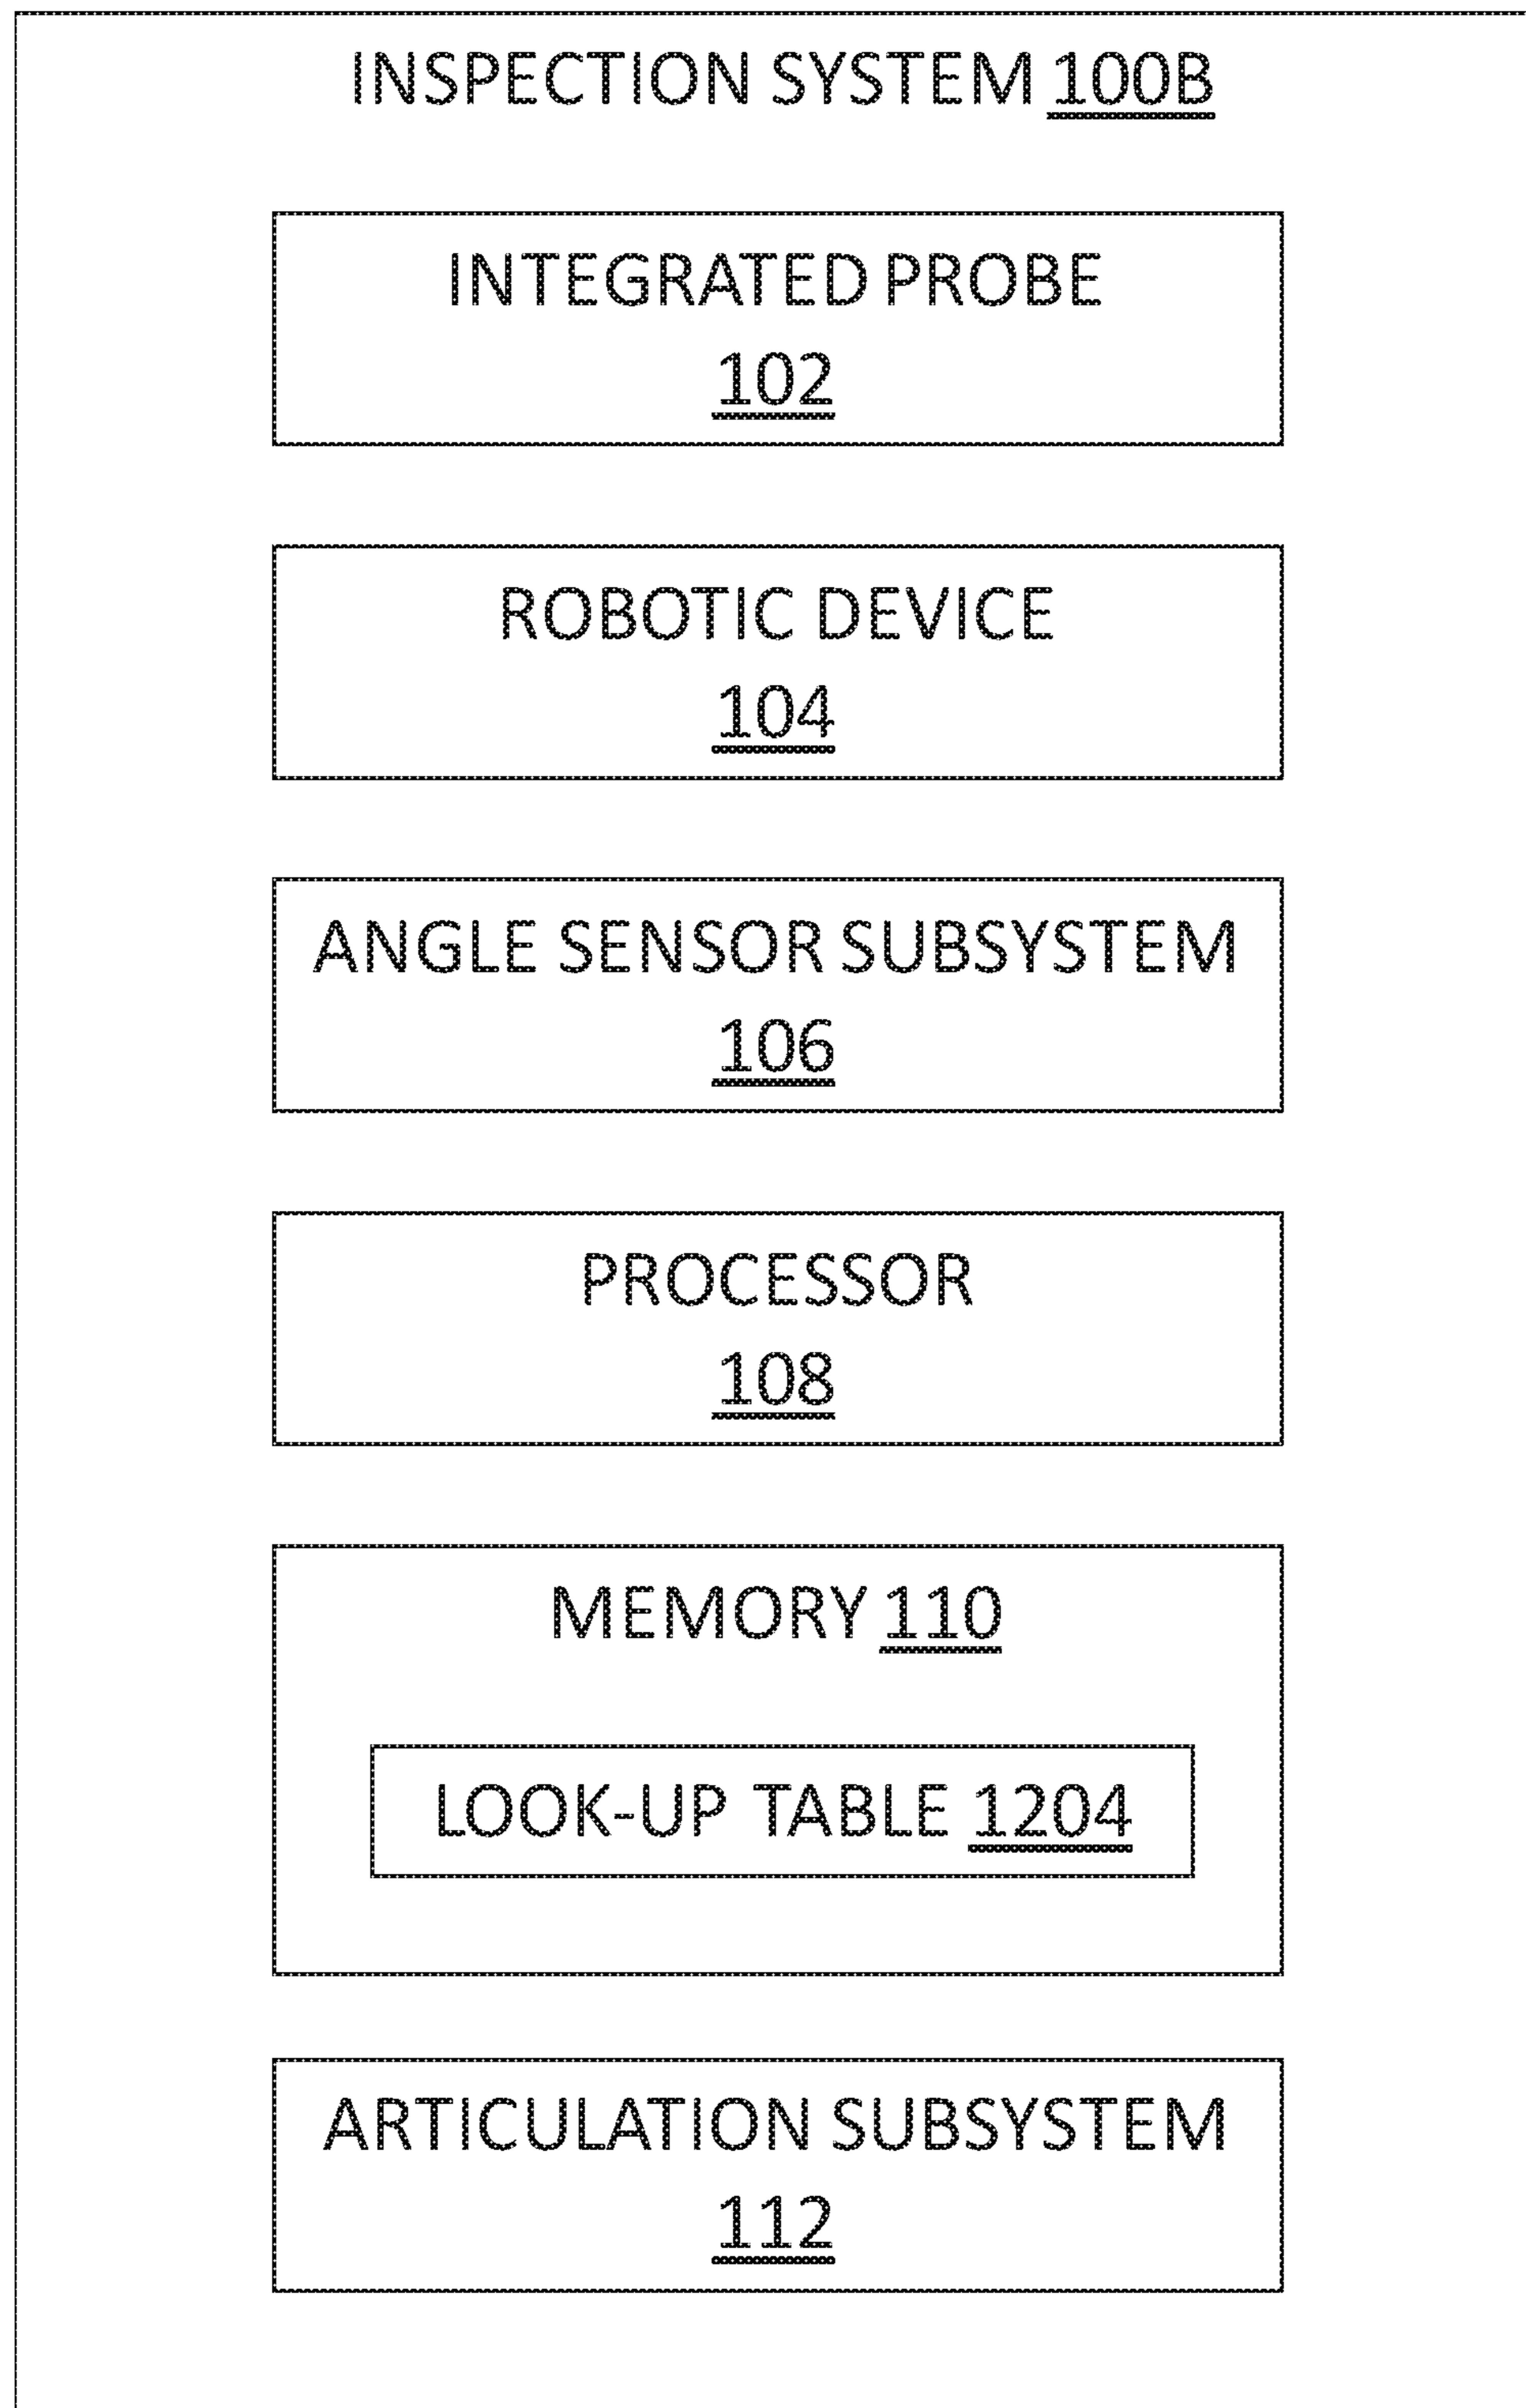 INSPECTION SYSTEM 100B
INTEGRATED PROBE
102
ROBOTIC DEVICE
104
ANGLE SENSOR SUBSYSTEM
106
PROCESSOR
108
MEMORY 110
LOOK-UP TABLE 1204
ARTICULATION SUBSYSTEM
112